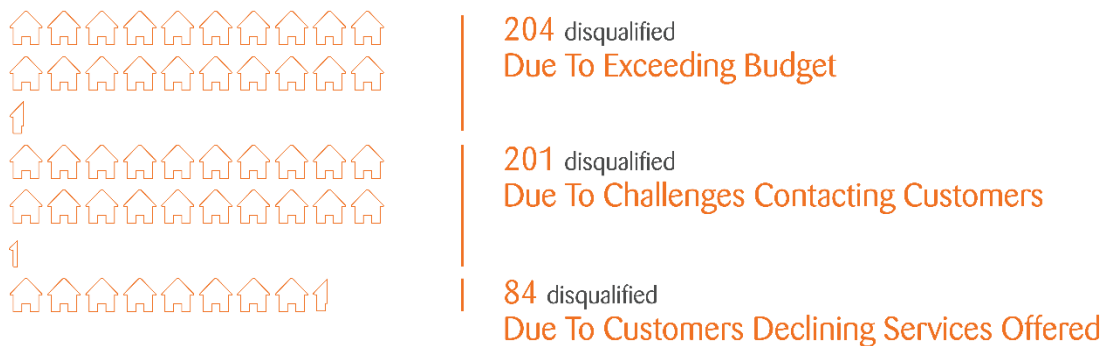 204 disqualified
Due To Exceeding Budget
201 disqualified
Due To Challenges Contacting Customers
84 disqualified
Due To Customers Declining Services Offered